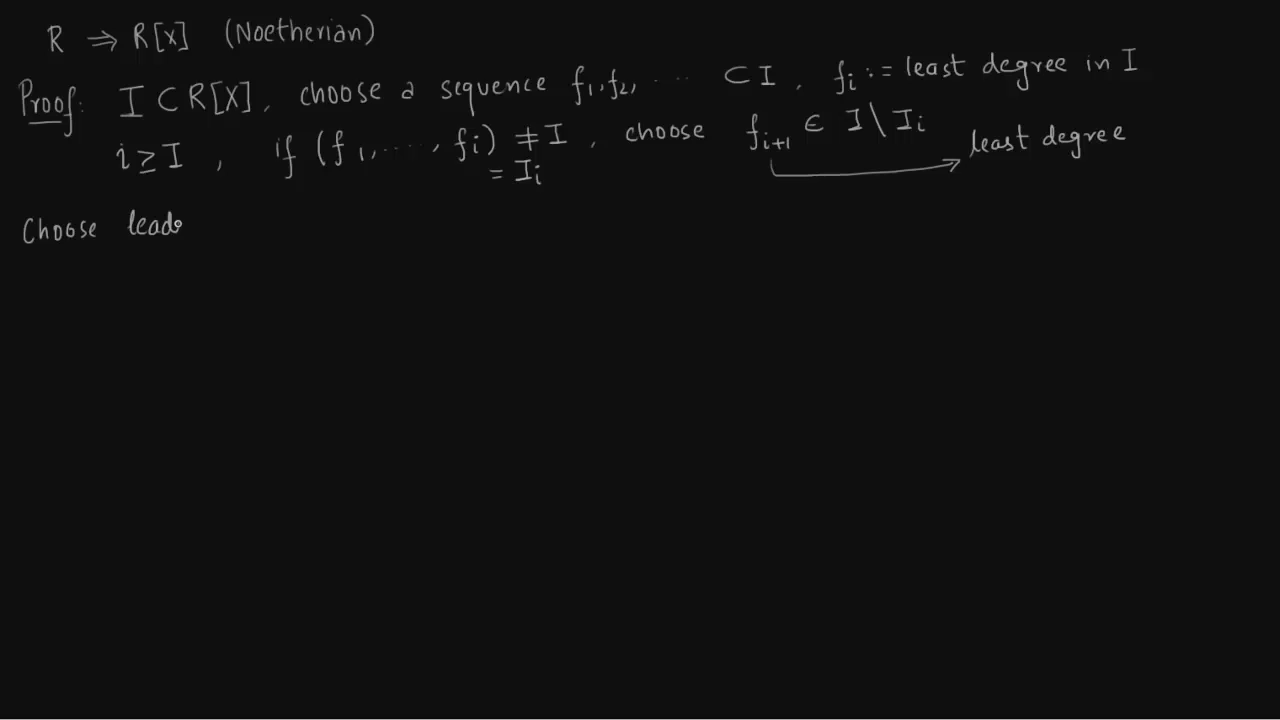 R ⇒ R[X] (Noetherian)
Proof: I ⊂ R[X], choose a sequence f₁, f₂, ... ⊂ I, fᵢ := least degree in I
i ≥ I, if (f₁, ....., fᵢ) ≠ I, choose fᵢ₊₁ ∈ I \ Iᵢ → least degree
= Iᵢ
Choose lead